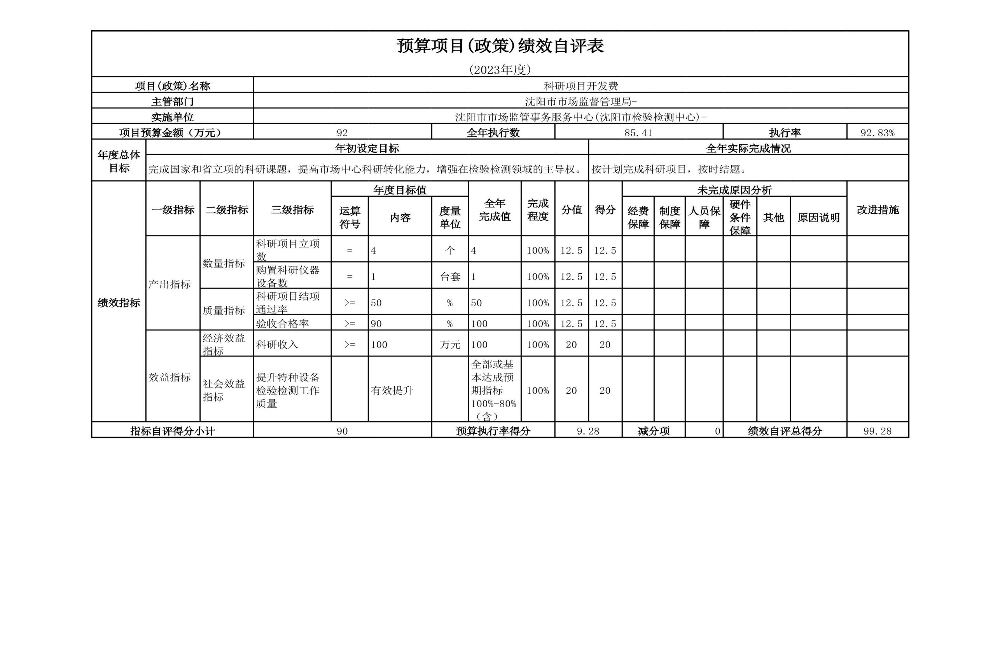 预算项目(政策)绩效自评表
(2023年度)
项目(政策)名称 科研项目开发费
主管部门 沈阳市市场监督管理局-
实施单位 沈阳市市场监管事务服务中心(沈阳市检验检测中心)-
项目预算金额（万元） 92 全年执行数 85.41 执行率 92.83%
年度总体
目标
年初设定目标 全年实际完成情况
完成国家和省立项的科研课题，提高市场中心科研转化能力，增强在检验检测领域的主导权。 按计划完成科研项目，按时结题。
绩效指标
一级指标 二级指标 三级指标
年度目标值
运算
符号
内容
度量
单位
全年
完成值
完成
程度
分值 得分
未完成原因分析
经费
保障
制度
保障
人员保
障
硬件
条件
保障
其他 原因说明
改进措施
产出指标
数量指标
科研项目立项
数
= 4 个 4 100% 12.5 12.5
购置科研仪器
设备数
= 1 台套 1 100% 12.5 12.5
质量指标
科研项目结项
通过率
>= 50 % 50 100% 12.5 12.5
验收合格率 >= 90 % 100 100% 12.5 12.5
效益指标
经济效益
指标
科研收入 >= 100 万元 100 100% 20 20
社会效益
指标
提升特种设备
检验检测工作
质量
有效提升
全部或基
本达成预
期指标
100%-80%
（含）
100% 20 20
指标自评得分小计 90 预算执行率得分 9.28 减分项 0 绩效自评总得分 99.28